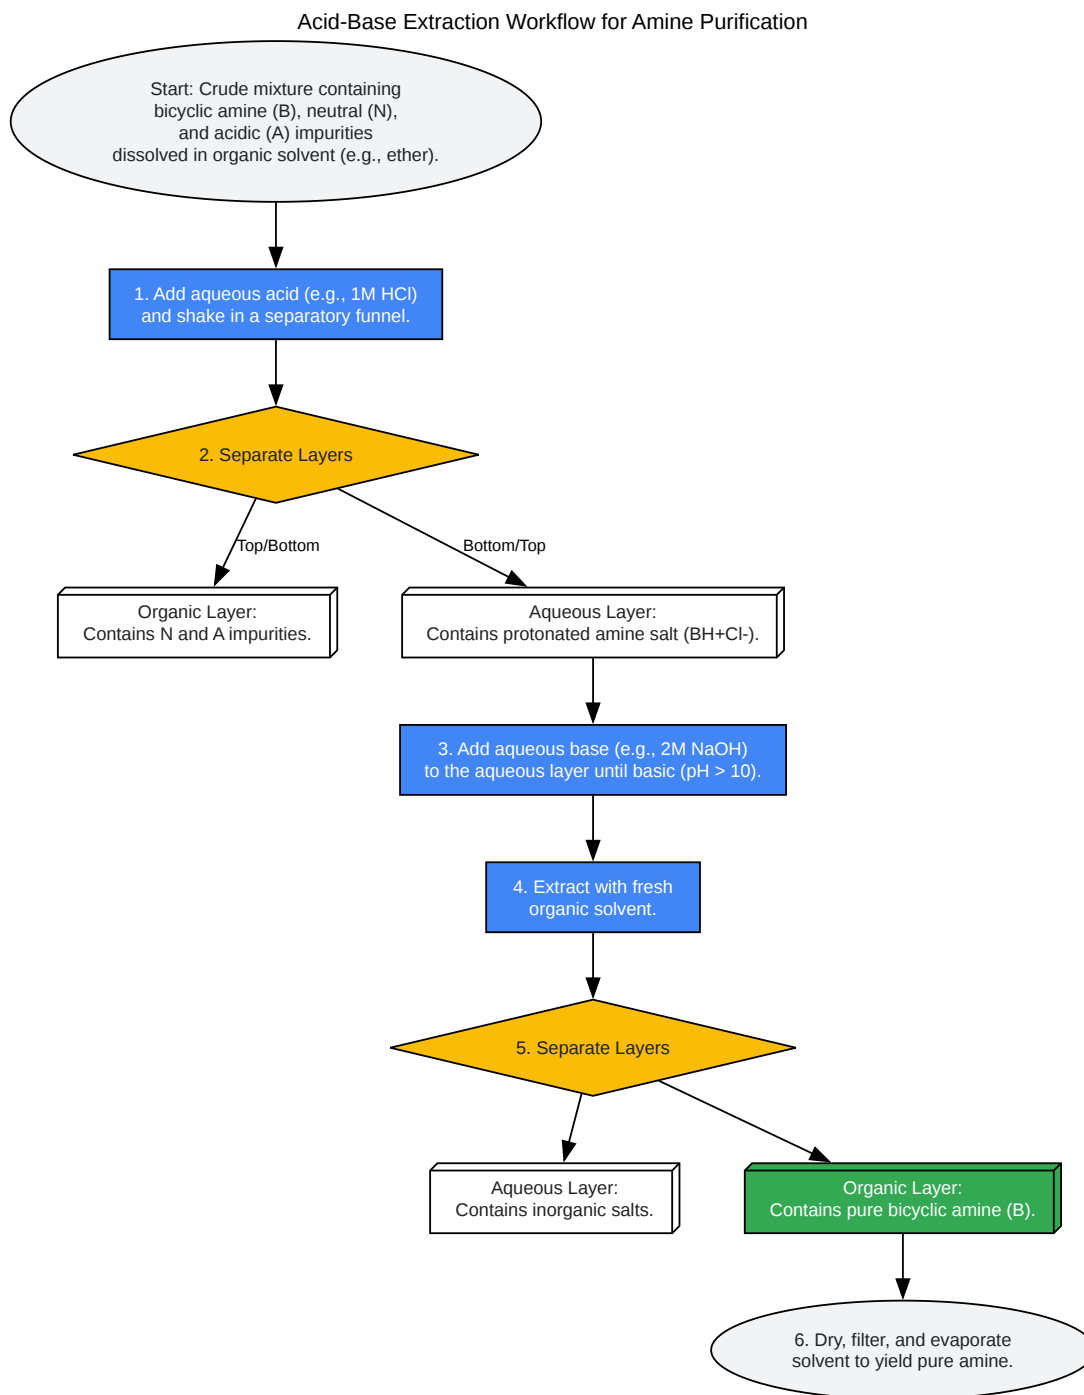 Acid-Base Extraction Workflow for Amine Purification
Start: Crude mixture containing
bicyclic amine (B), neutral (N),
and acidic (A) impurities
dissolved in organic solvent (e.g., ether).
1. Add aqueous acid (e.g., 1M HCl)
and shake in a separatory funnel.
2. Separate Layers
Top/Bottom
Bottom/Top
Organic Layer:
Contains N and A impurities.
Aqueous Layer:
Contains protonated amine salt (BH+Cl-).
3. Add aqueous base (e.g., 2M NaOH)
to the aqueous layer until basic (pH > 10).
4. Extract with fresh
organic solvent.
5. Separate Layers
Aqueous Layer:
Contains inorganic salts.
Organic Layer:
Contains pure bicyclic amine (B).
6. Dry, filter, and evaporate
solvent to yield pure amine.